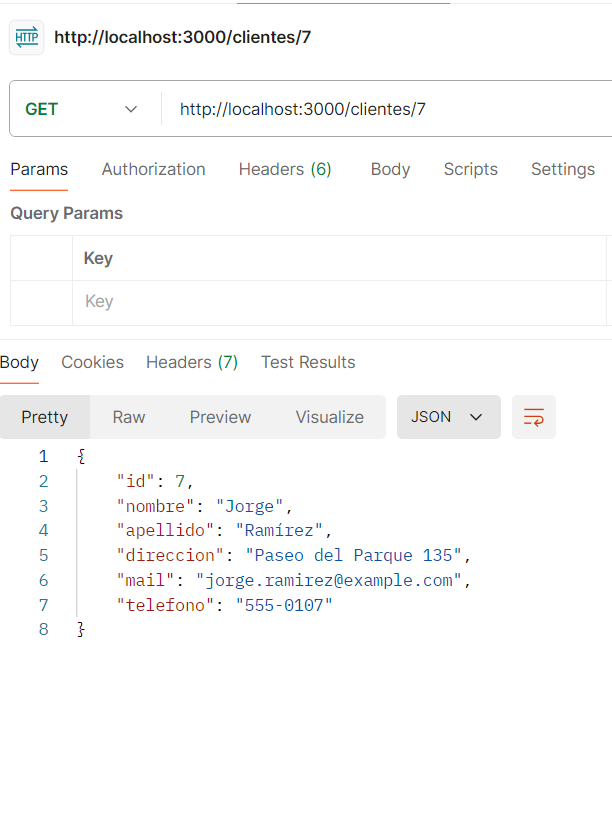 HTTP http://localhost:3000/clientes/7
GET http://localhost:3000/clientes/7
Params Authorization Headers (6) Body Scripts Settings
Query Params
Key
Key
Body Cookies Headers (7) Test Results
Pretty Raw Preview Visualize JSON
1 {
2 "id": 7,
3 "nombre": "Jorge",
4 "apellido": "Ramírez",
5 "direccion": "Paseo del Parque 135",
6 "mail": "jorge.ramirez@example.com",
7 "telefono": "555-0107"
8 }